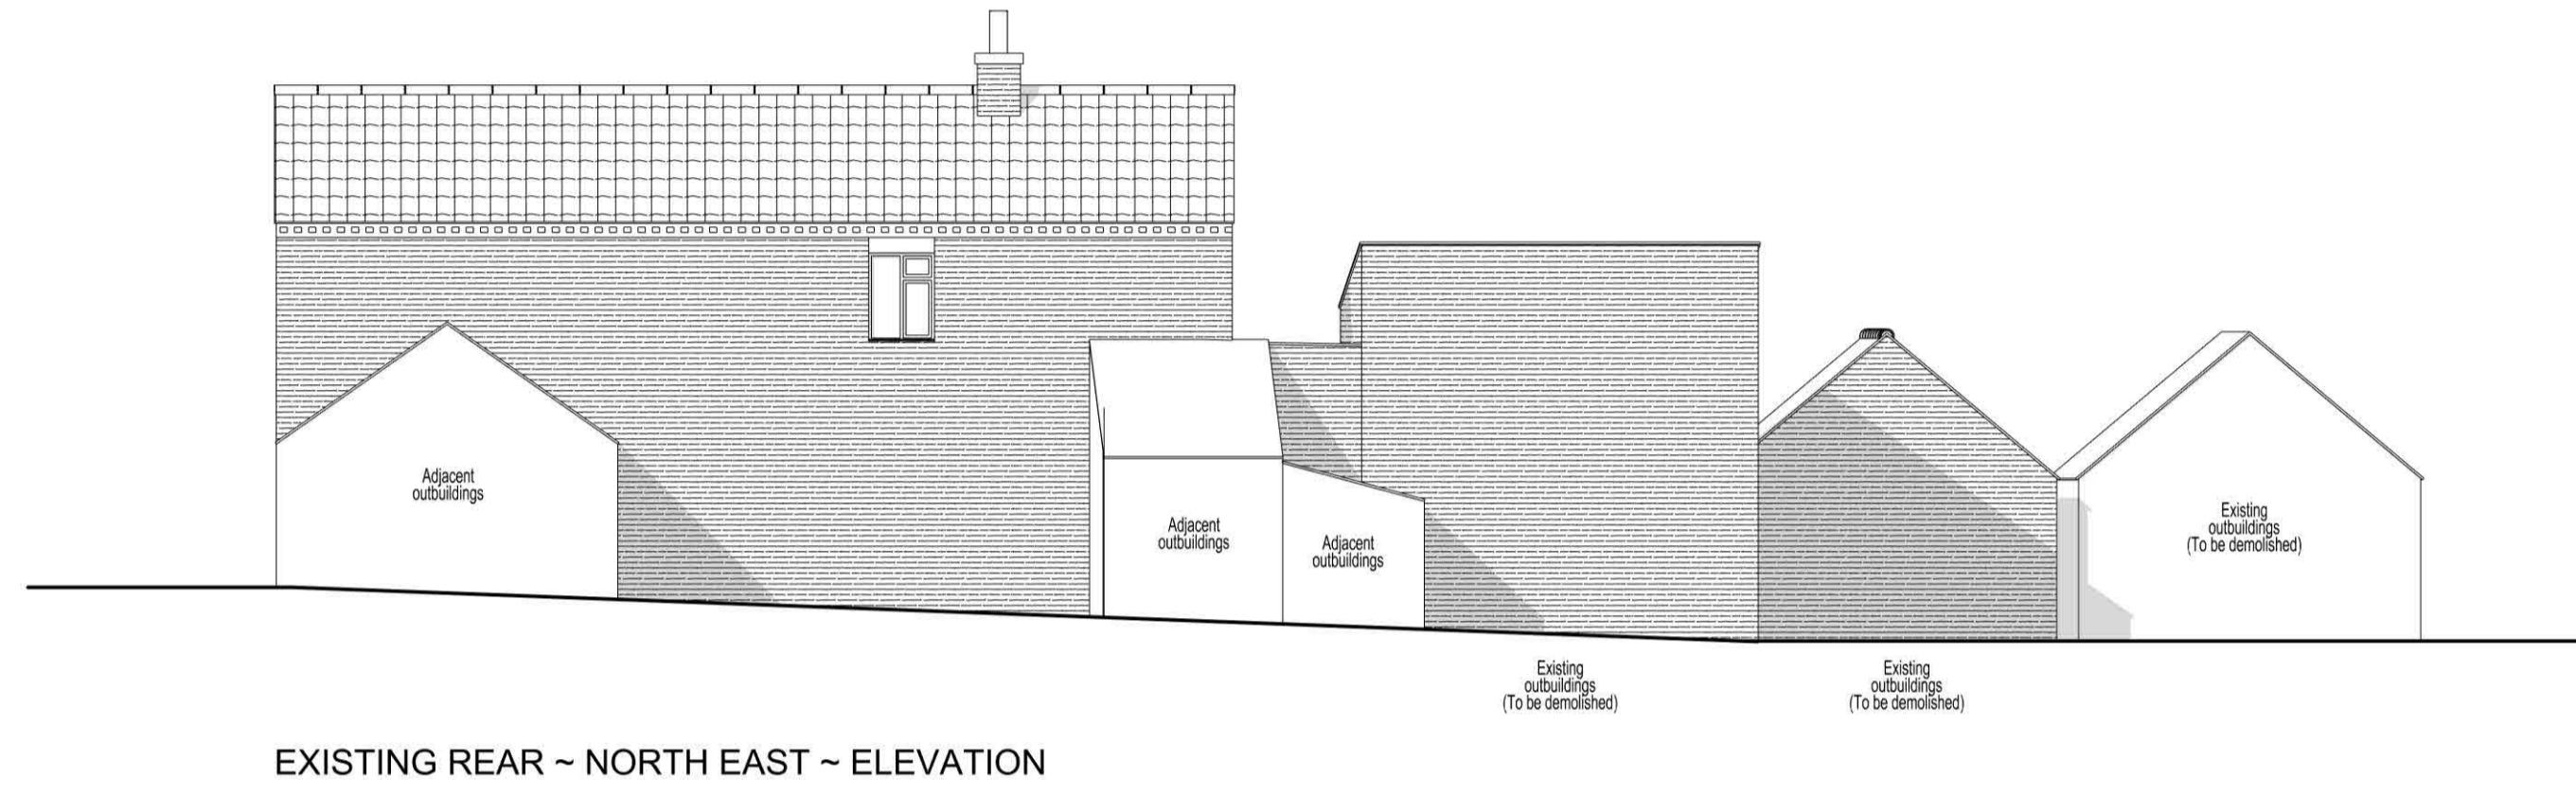 Adjacent
outbuildings
Adjacent
outbuildings
Adjacent
outbuildings
Existing
outbuildings
(To be demolished)
Existing
outbuildings
(To be demolished)
Existing
outbuildings
(To be demolished)
EXISTING REAR ~ NORTH EAST ~ ELEVATION